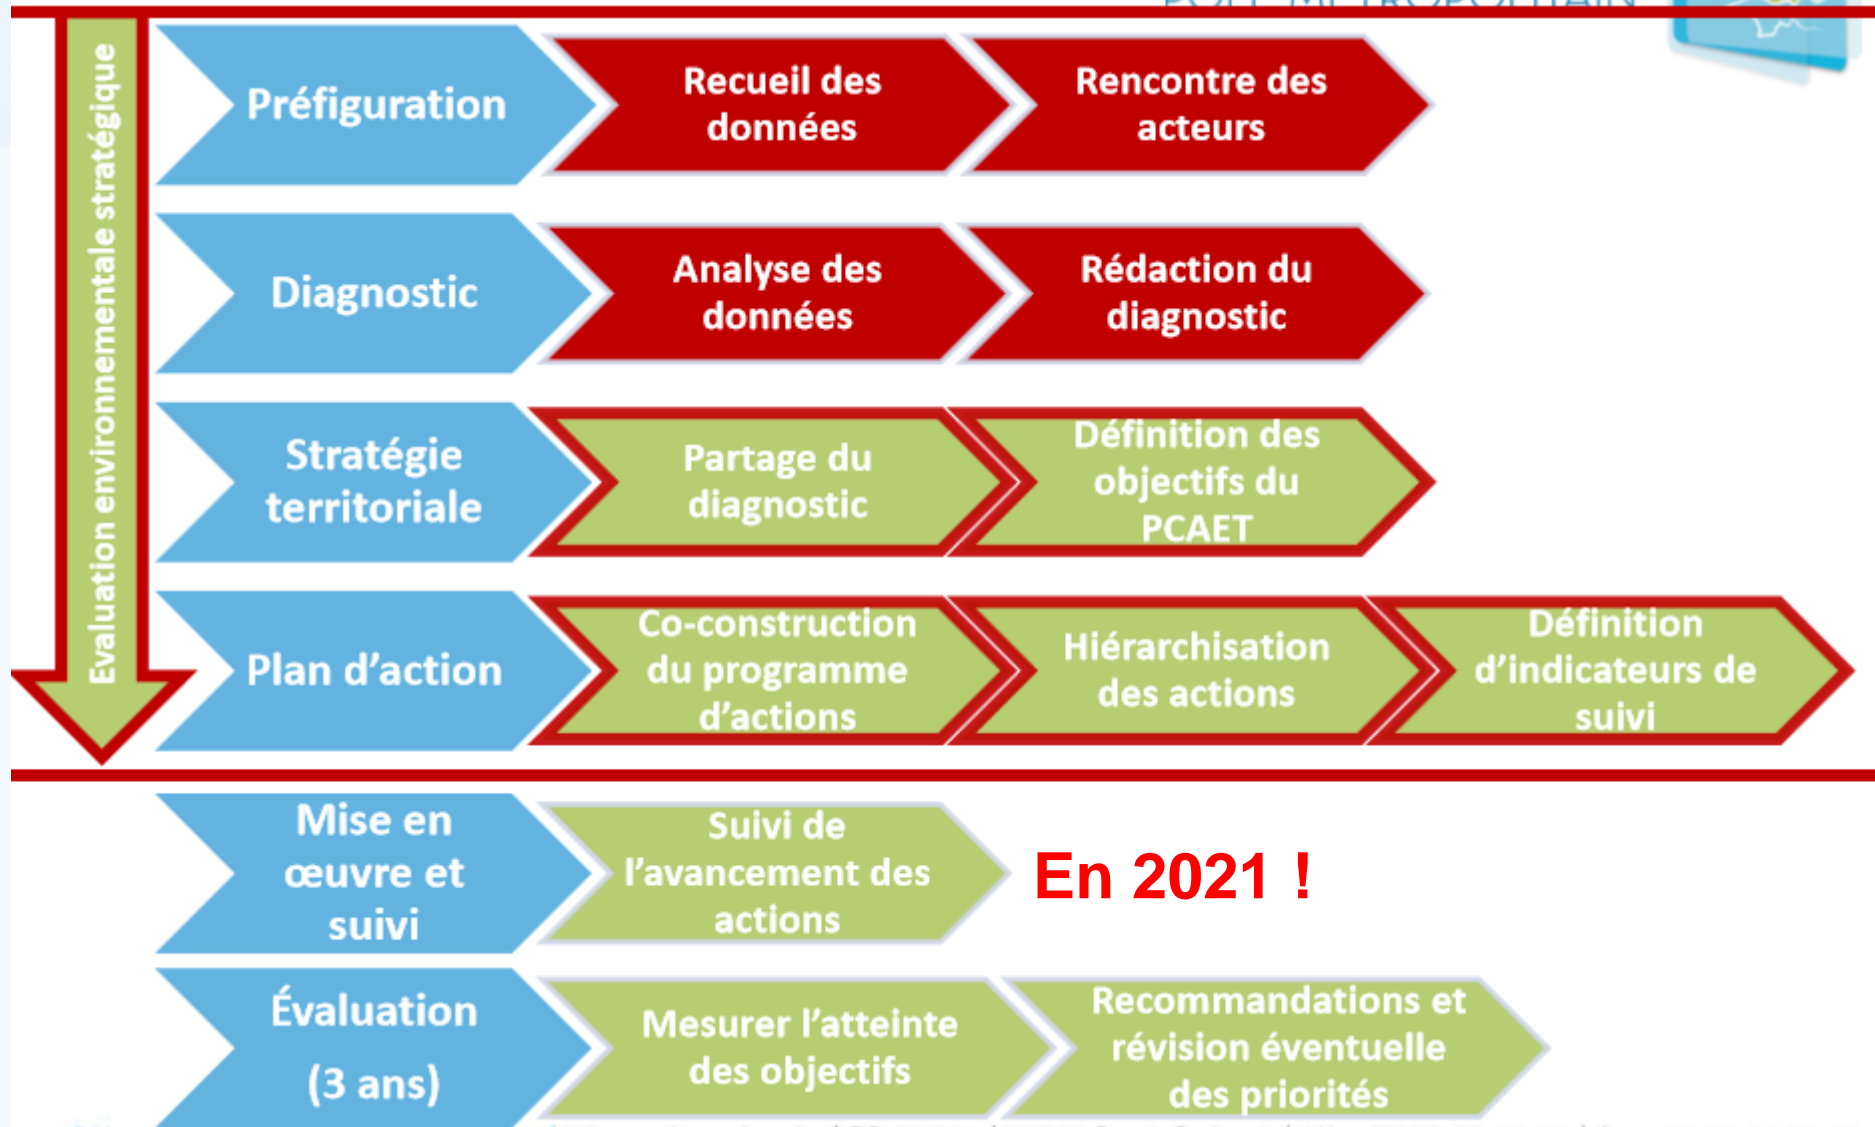 PÔLE MÉTROPOLITAIN
Evaluation environnementale stratégique
Préfiguration
Recueil des
données
Rencontre des
acteurs
Diagnostic
Analyse des
données
Rédaction du
diagnostic
Stratégie
territoriale
Partage du
diagnostic
Définition des
objectifs du
PCAET
Plan d’action
Co-construction
du programme
d’actions
Hiérarchisation
des actions
Définition
d’indicateurs de
suivi
Mise en
œuvre et
suivi
Suivi de
l’avancement des
actions
En 2021 !
Évaluation
(3 ans)
Mesurer l’atteinte
des objectifs
Recommandations et
révision éventuelle
des priorités